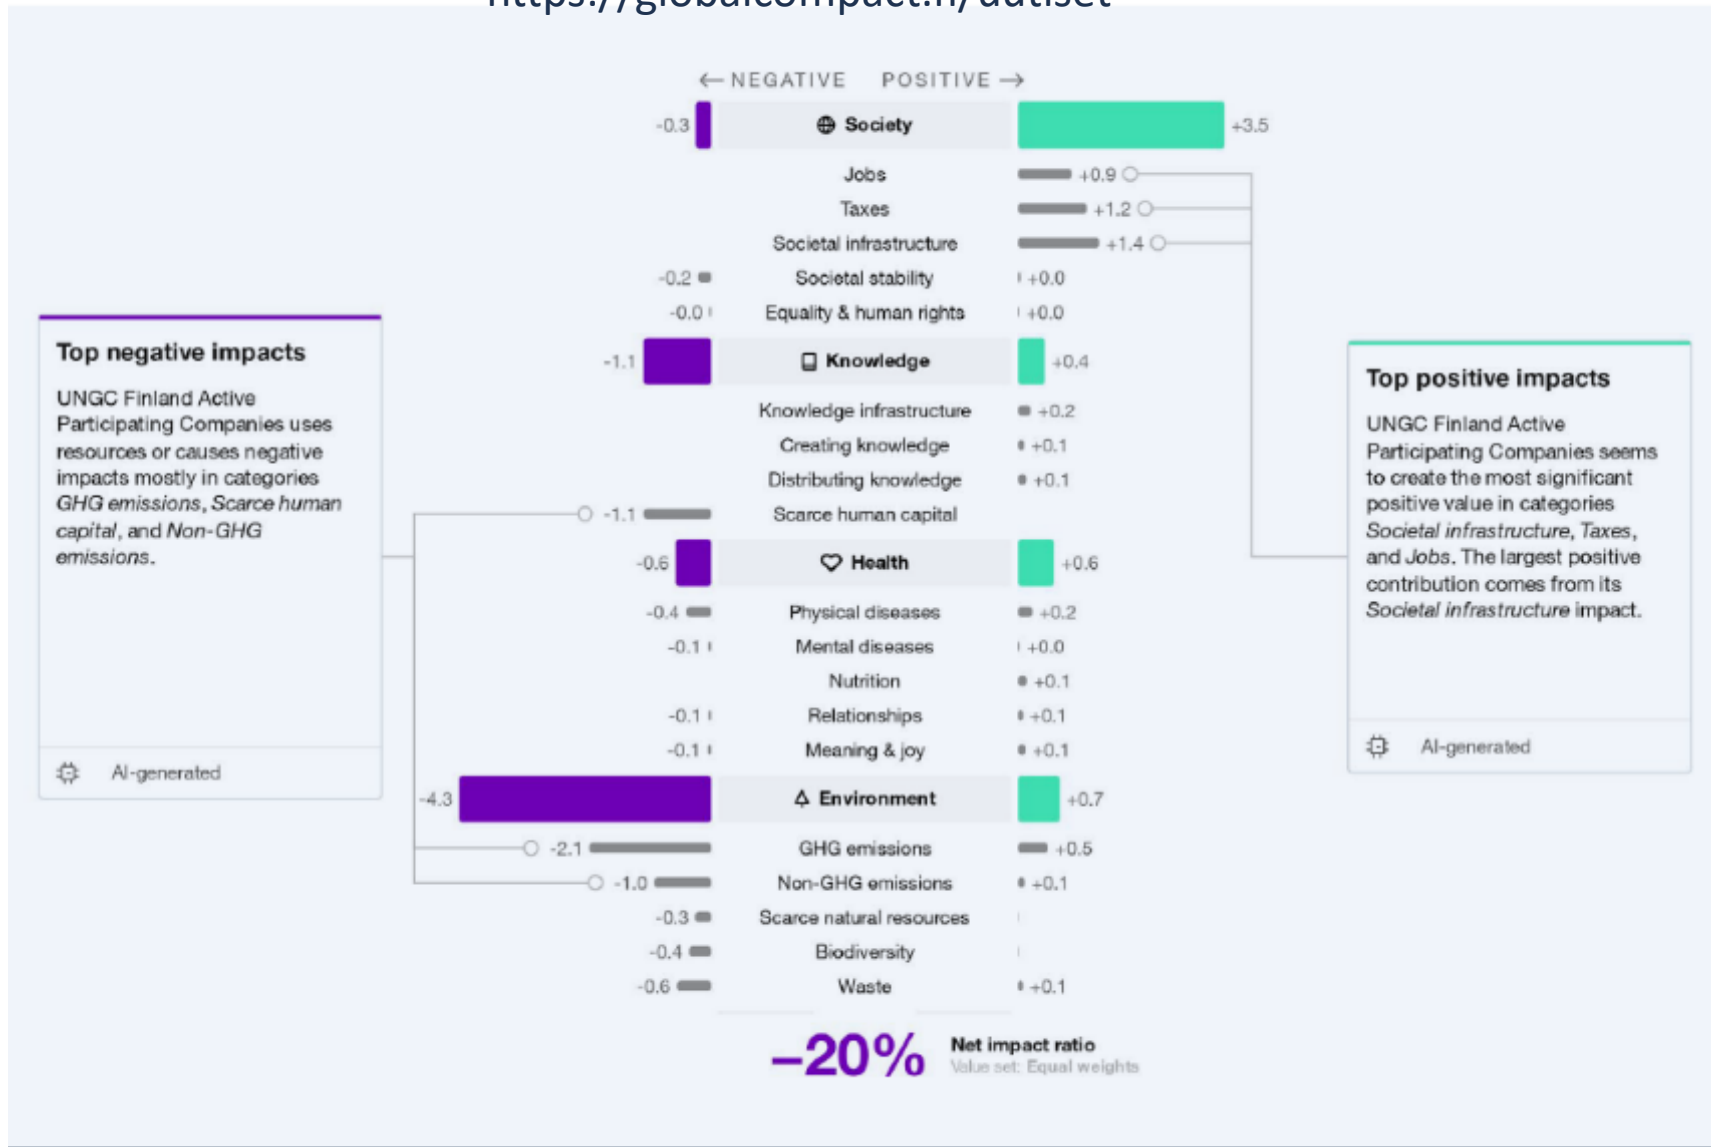 https://globalcompact.fi/uutiset
← NEGATIVE POSITIVE →
-0.3 Society +3.5
Jobs +0.9
Taxes +1.2
Societal infrastructure +1.4
-0.2 Societal stability +0.0
-0.0 Equality & human rights +0.0
-1.1 Knowledge +0.4
Knowledge infrastructure +0.2
Creating knowledge +0.1
Distributing knowledge +0.1
-1.1 Scarce human capital
-0.6 Health +0.6
-0.4 Physical diseases +0.2
-0.1 Mental diseases +0.0
Nutrition +0.1
-0.1 Relationships +0.1
-0.1 Meaning & joy +0.1
-4.3 Environment +0.7
-2.1 GHG emissions +0.5
-1.0 Non-GHG emissions +0.1
-0.3 Scarce natural resources
-0.4 Biodiversity
-0.6 Waste +0.1
–20% Net impact ratio
Value set: Equal weights
Top negative impacts
UNGC Finland Active
Participating Companies uses
resources or causes negative
impacts mostly in categories
GHG emissions, Scarce human
capital, and Non-GHG
emissions.
AI-generated
Top positive impacts
UNGC Finland Active
Participating Companies seems
to create the most significant
positive value in categories
Societal infrastructure, Taxes,
and Jobs. The largest positive
contribution comes from its
Societal infrastructure impact.
AI-generated